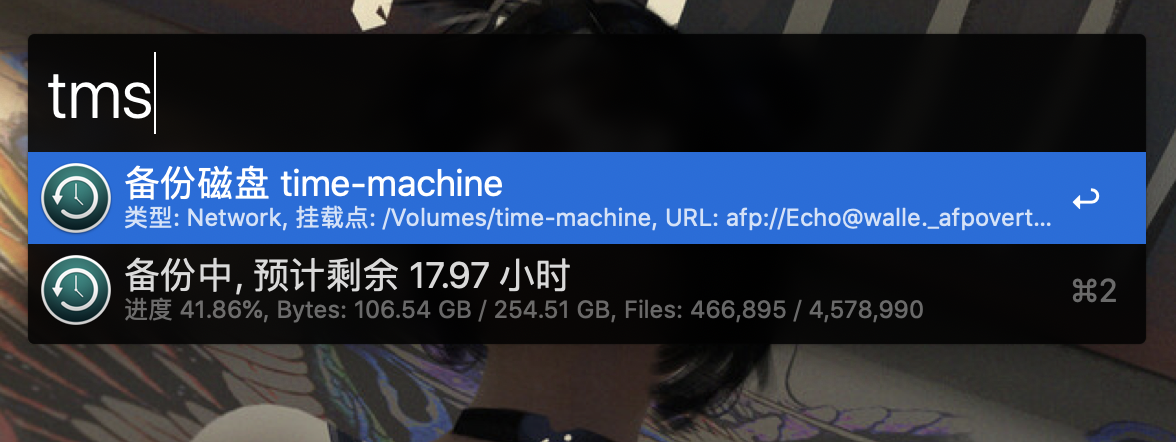 tms
备份磁盘 time-machine
类型: Network, 挂载点: /Volumes/time-machine, URL: afp://Echo@walle._afpovert...
备份中, 预计剩余 17.97 小时
⌘2
进度 41.86%, Bytes: 106.54 GB / 254.51 GB, Files: 466,895 / 4,578,990